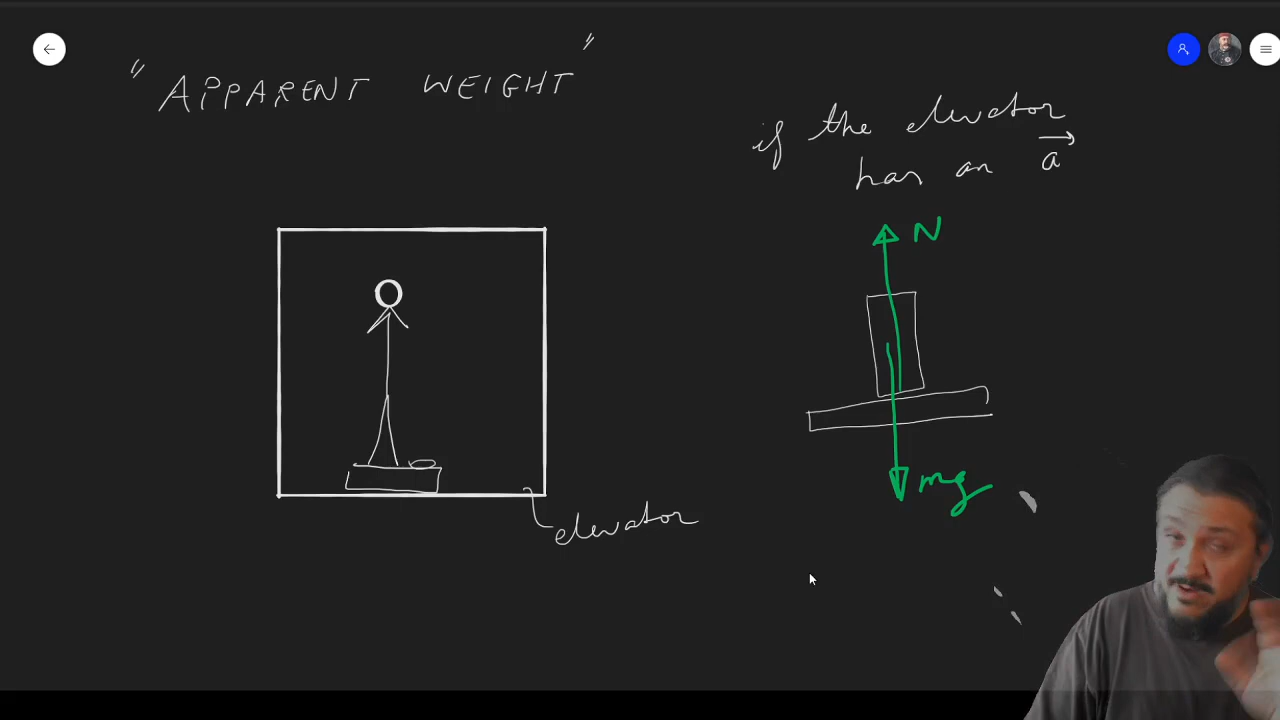 " APPARENT WEIGHT "
if the elevator
has an a
N
mg
elevator